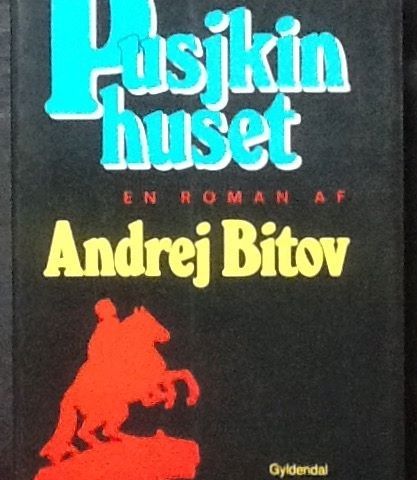 Pusjkin
huset
EN ROMAN AF
Andrej Bitov
Gyldendal